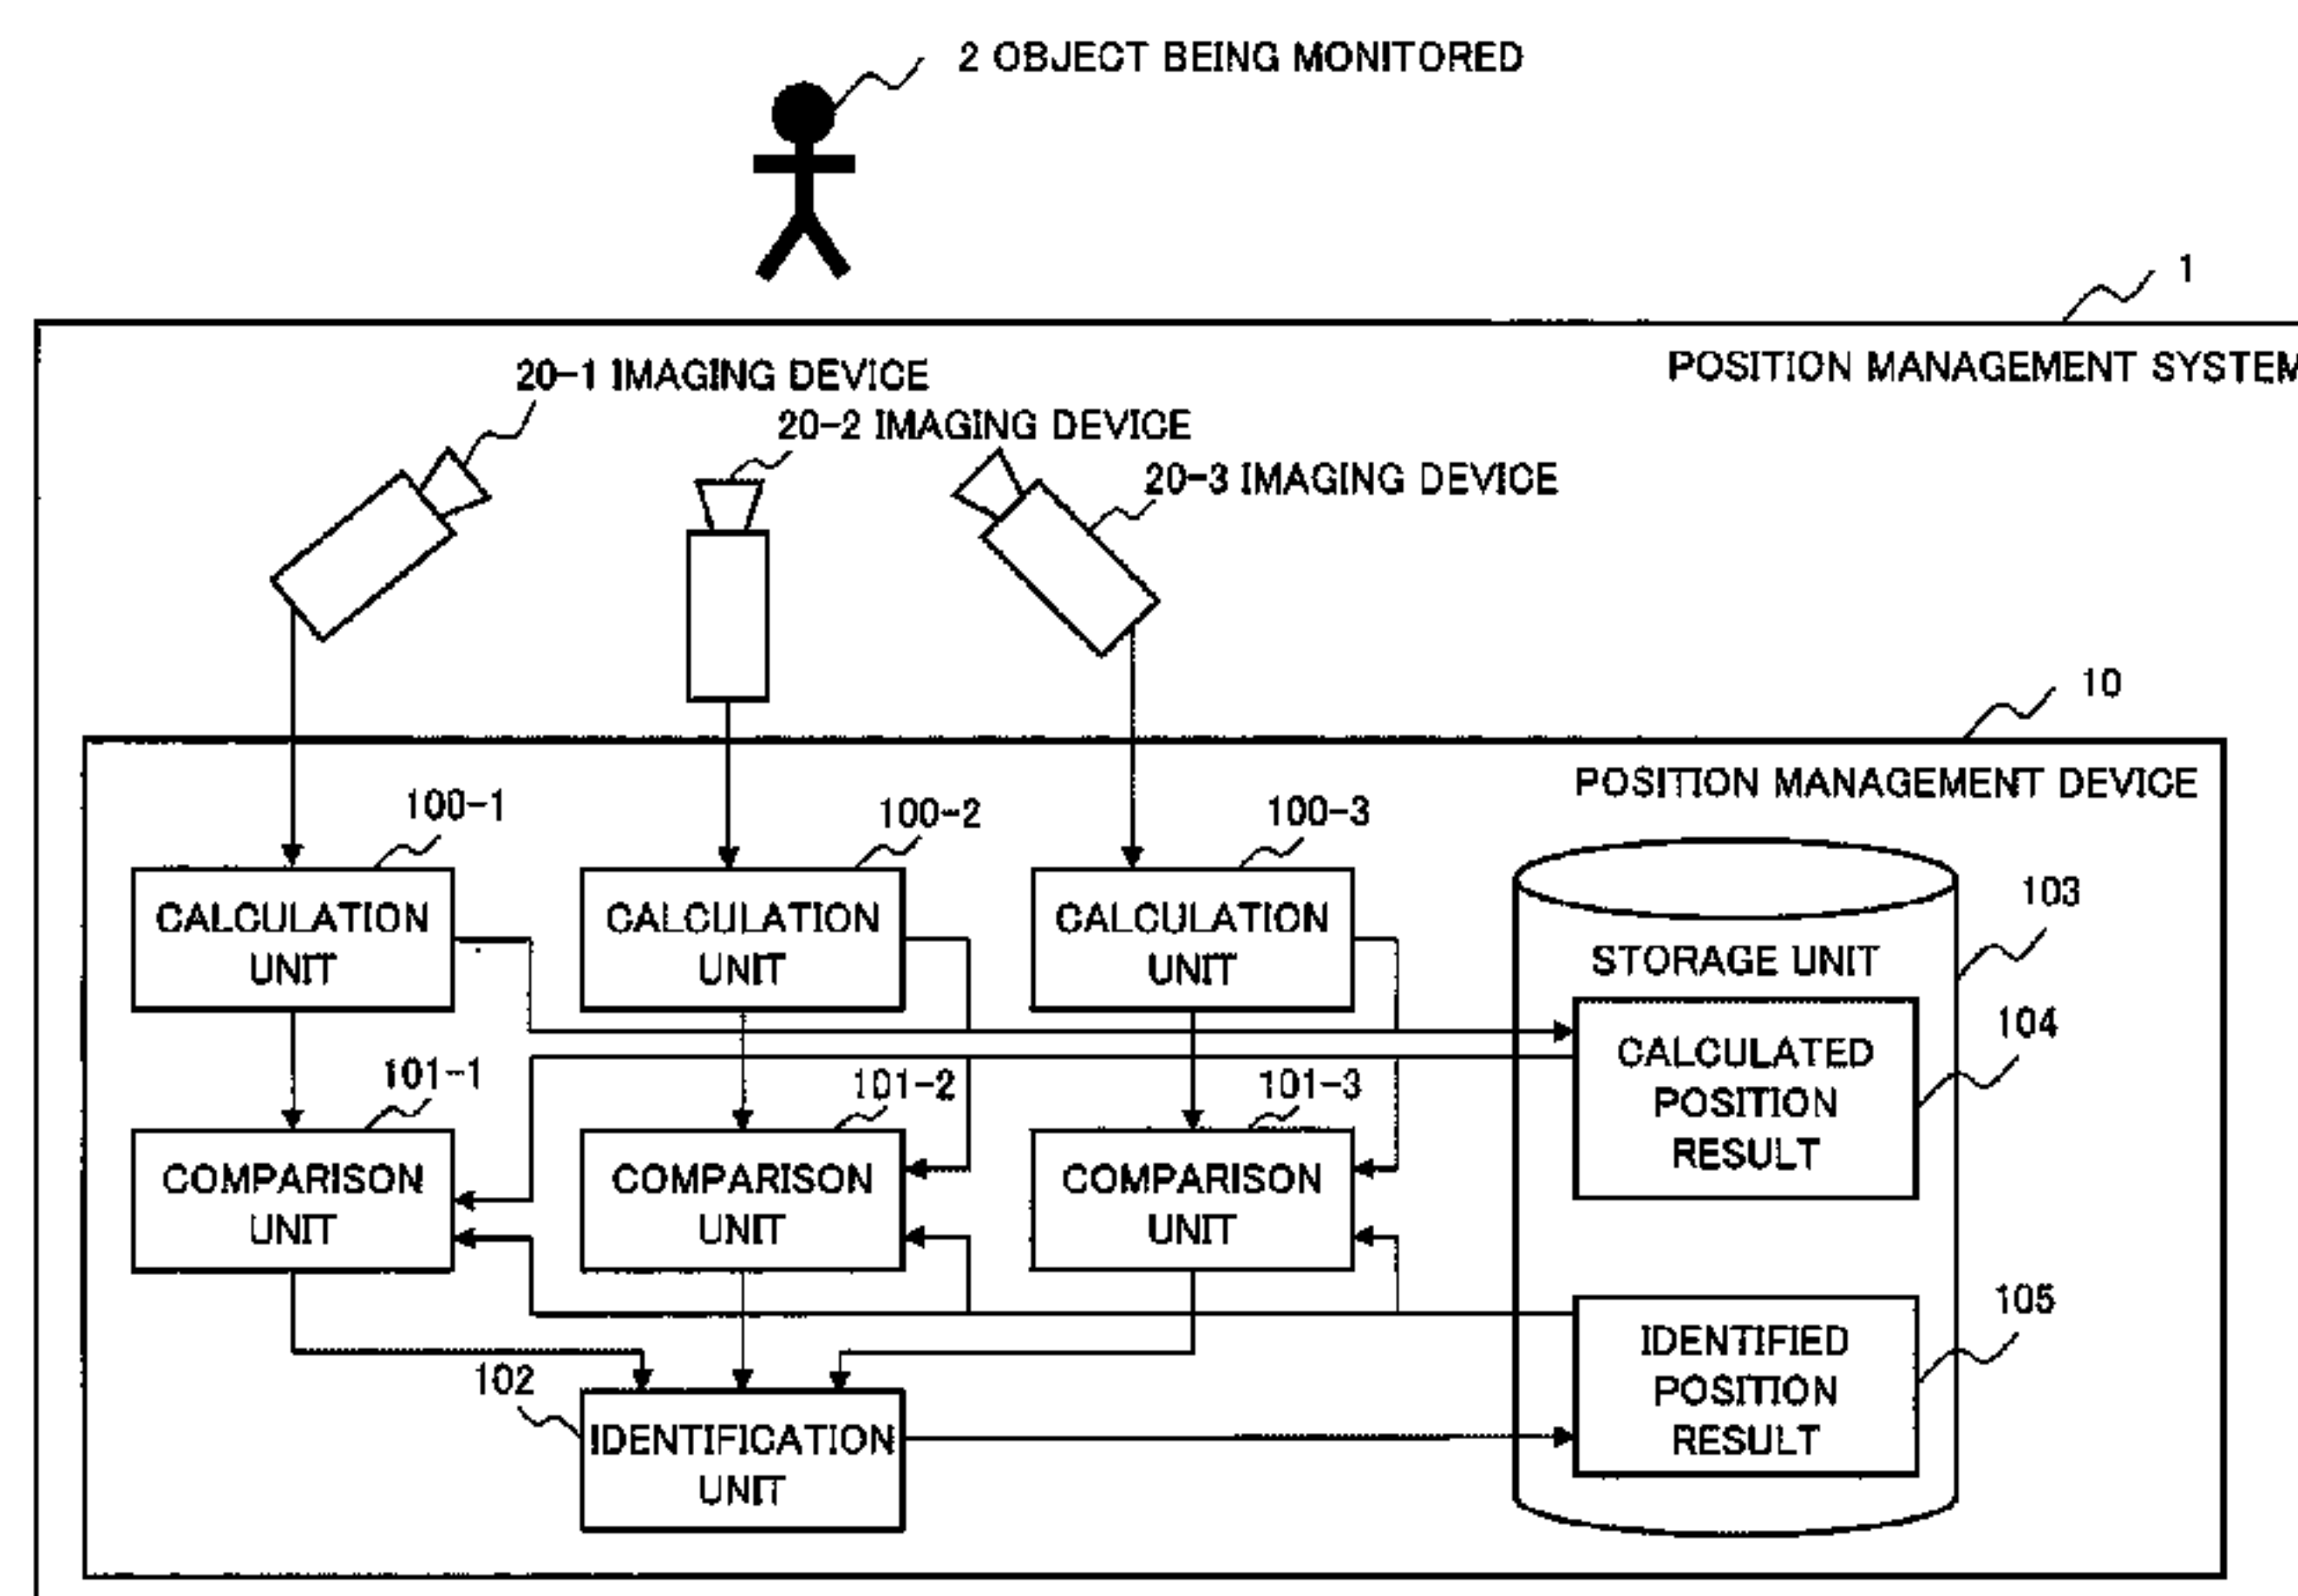 2 OBJECT BEING MONITORED
1
POSITION MANAGEMENT SYSTEM
20-1 IMAGING DEVICE
20-2 IMAGING DEVICE
20-3 IMAGING DEVICE
10
POSITION MANAGEMENT DEVICE
100-1
100-2
100-3
CALCULATION
UNIT
CALCULATION
UNIT
CALCULATION
UNIT
103
STORAGE UNIT
104
CALCULATED
POSITION
RESULT
101-1
101-2
101-3
COMPARISON
UNIT
COMPARISON
UNIT
COMPARISON
UNIT
105
IDENTIFIED
POSITION
RESULT
102
IDENTIFICATION
UNIT